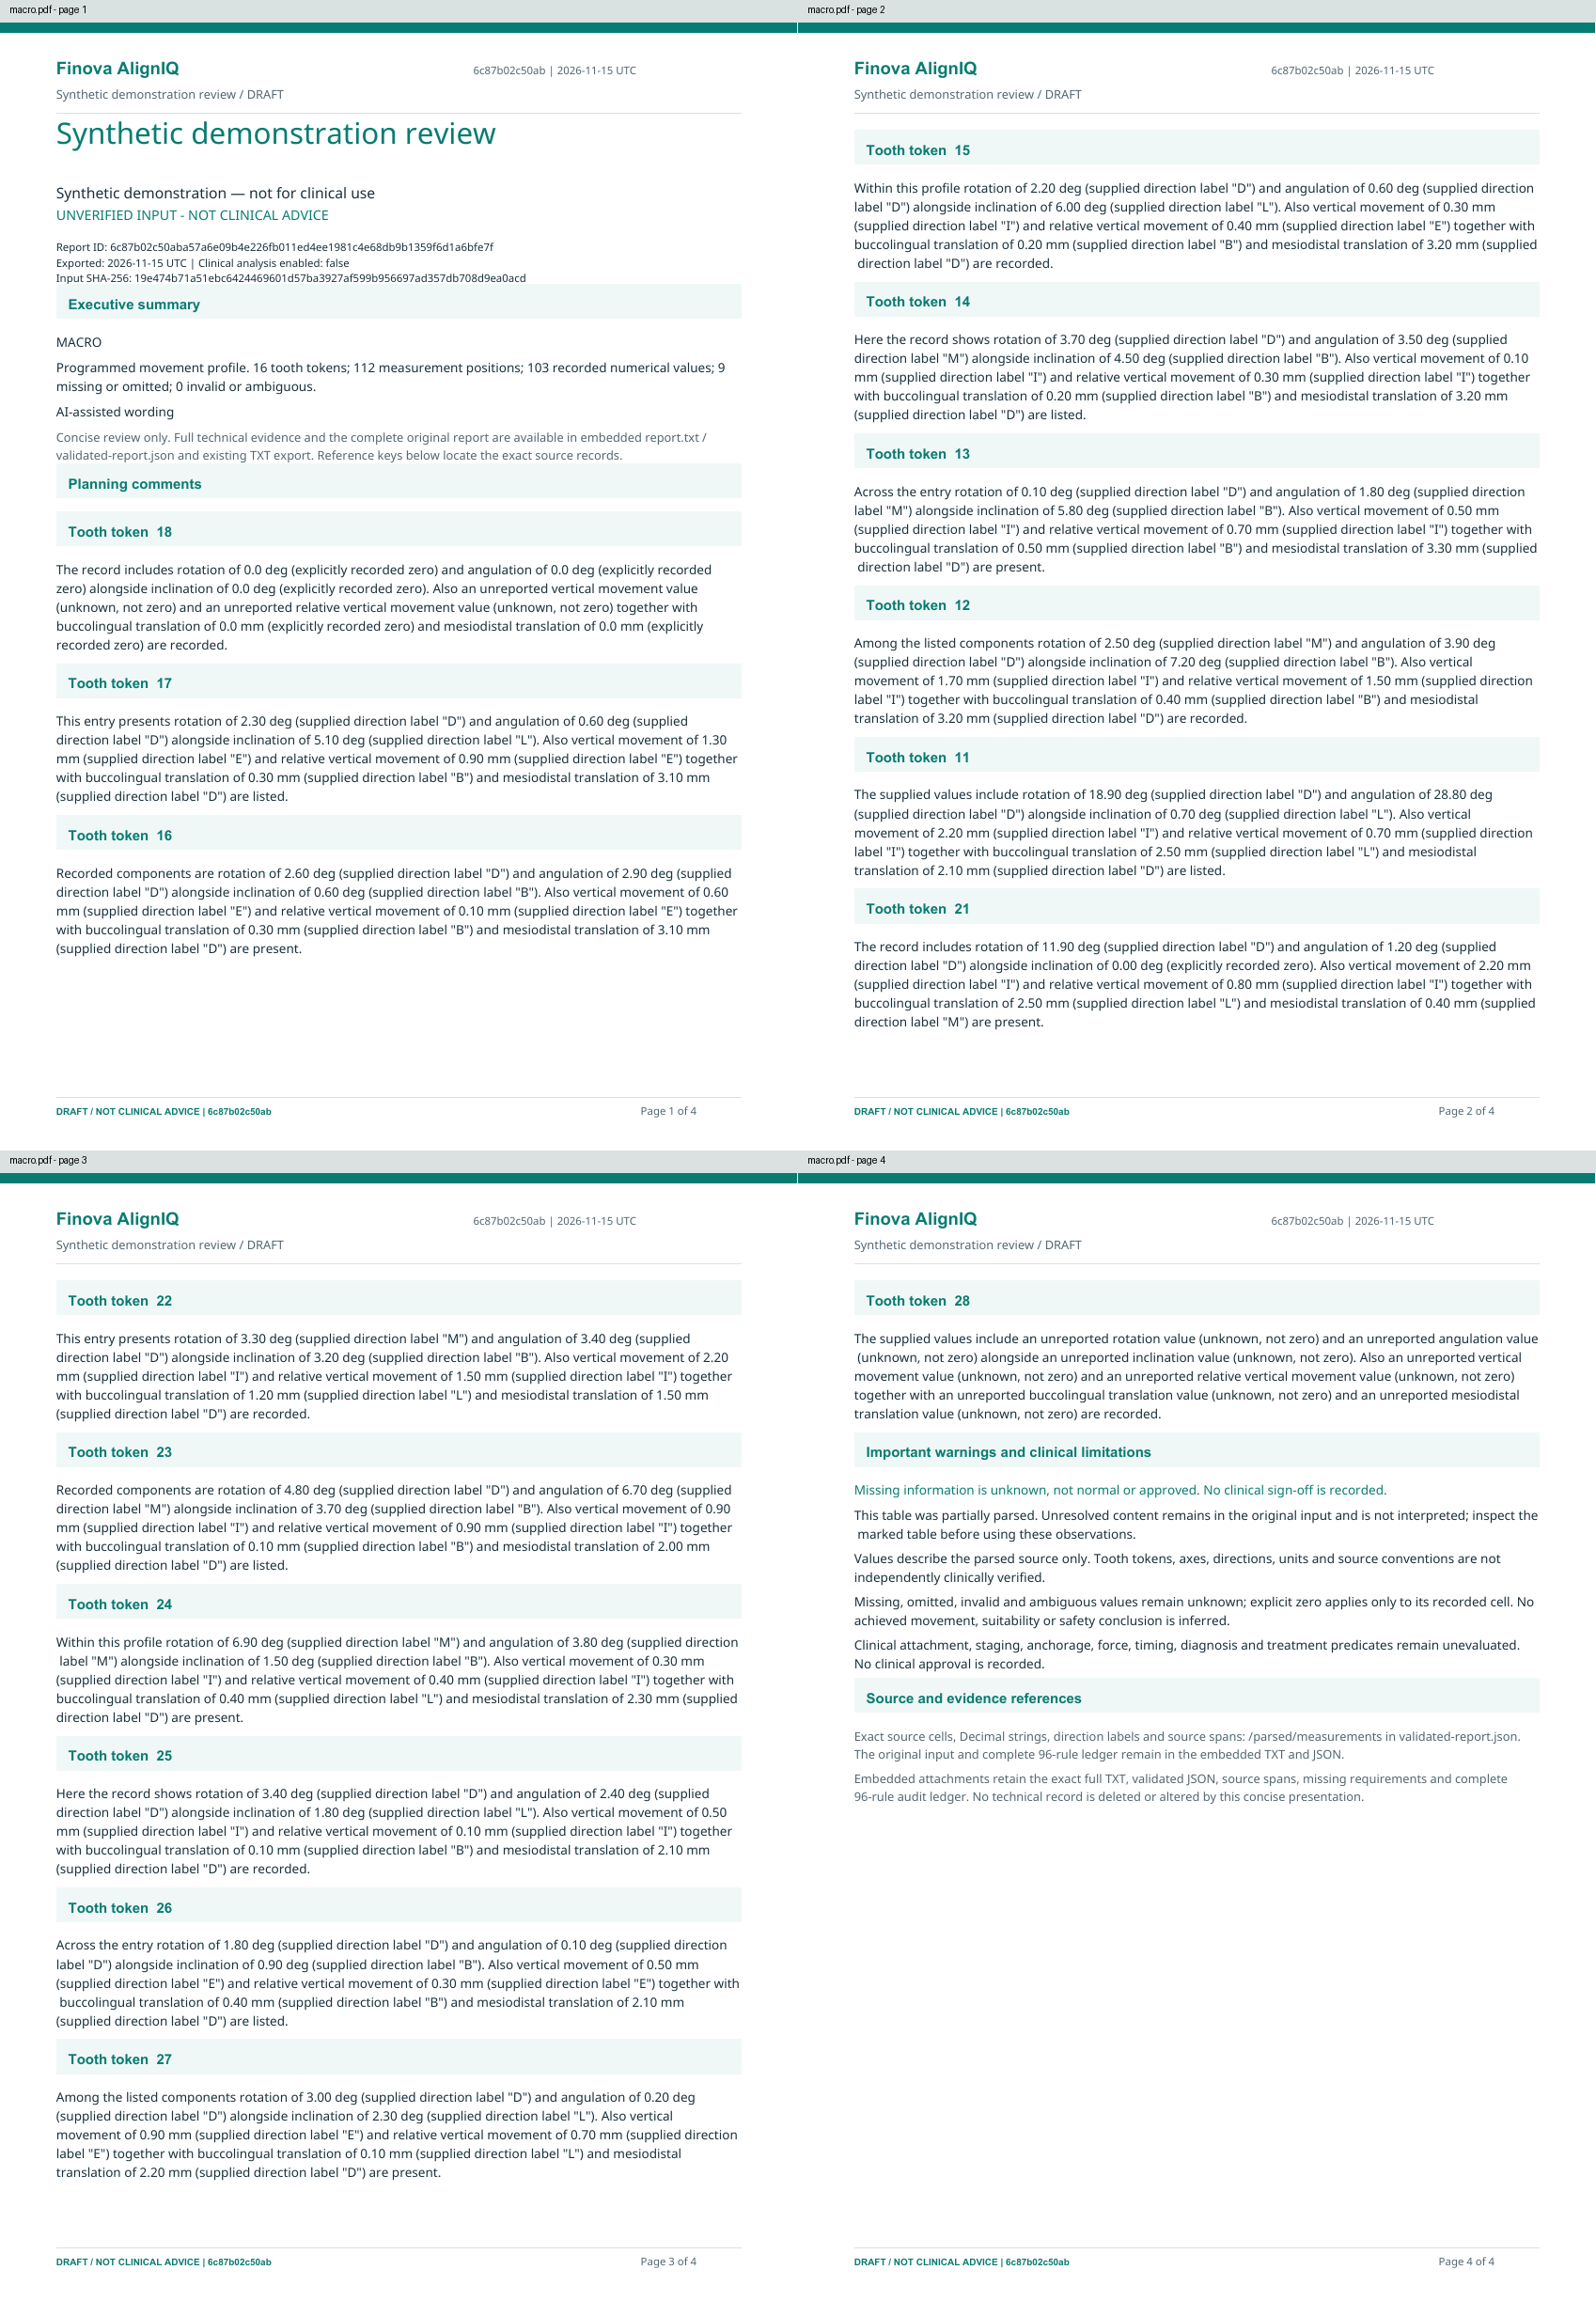 macro.pdf - page 1
Finova AlignIQ
6c87b02c50ab | 2026-11-15 UTC
Synthetic demonstration review / DRAFT
Synthetic demonstration review
Synthetic demonstration — not for clinical use
UNVERIFIED INPUT - NOT CLINICAL ADVICE
Report ID: 6c87b02c50aba57a6e09b4e226fb011ed4ee1981c4e68db9b1359f6d1a6bfe7f
Exported: 2026-11-15 UTC | Clinical analysis enabled: false
Input SHA-256: 19e474b71a51ebc6424469601d57ba3927af599b956697ad357db708d9ea0acd
Executive summary
MACRO
Programmed movement profile. 16 tooth tokens; 112 measurement positions; 103 recorded numerical values; 9
missing or omitted; 0 invalid or ambiguous.
AI-assisted wording
Concise review only. Full technical evidence and the complete original report are available in embedded report.txt /
validated-report.json and existing TXT export. Reference keys below locate the exact source records.
Planning comments
Tooth token 18
The record includes rotation of 0.0 deg (explicitly recorded zero) and angulation of 0.0 deg (explicitly recorded
zero) alongside inclination of 0.0 deg (explicitly recorded zero). Also an unreported vertical movement value
(unknown, not zero) and an unreported relative vertical movement value (unknown, not zero) together with
buccolingual translation of 0.0 mm (explicitly recorded zero) and mesiodistal translation of 0.0 mm (explicitly
recorded zero) are recorded.
Tooth token 17
This entry presents rotation of 2.30 deg (supplied direction label "D") and angulation of 0.60 deg (supplied
direction label "D") alongside inclination of 5.10 deg (supplied direction label "L"). Also vertical movement of 1.30
mm (supplied direction label "E") and relative vertical movement of 0.90 mm (supplied direction label "E") together
with buccolingual translation of 0.30 mm (supplied direction label "B") and mesiodistal translation of 3.10 mm
(supplied direction label "D") are listed.
Tooth token 16
Recorded components are rotation of 2.60 deg (supplied direction label "D") and angulation of 2.90 deg (supplied
direction label "D") alongside inclination of 0.60 deg (supplied direction label "B"). Also vertical movement of 0.60
mm (supplied direction label "E") and relative vertical movement of 0.10 mm (supplied direction label "E") together
with buccolingual translation of 0.30 mm (supplied direction label "B") and mesiodistal translation of 3.10 mm
(supplied direction label "D") are present.
DRAFT / NOT CLINICAL ADVICE | 6c87b02c50ab
Page 1 of 4
macro.pdf - page 2
Finova AlignIQ
6c87b02c50ab | 2026-11-15 UTC
Synthetic demonstration review / DRAFT
Tooth token 15
Within this profile rotation of 2.20 deg (supplied direction label "D") and angulation of 0.60 deg (supplied direction
label "D") alongside inclination of 6.00 deg (supplied direction label "L"). Also vertical movement of 0.30 mm
(supplied direction label "I") and relative vertical movement of 0.40 mm (supplied direction label "E") together with
buccolingual translation of 0.20 mm (supplied direction label "B") and mesiodistal translation of 3.20 mm (supplied
direction label "D") are recorded.
Tooth token 14
Here the record shows rotation of 3.70 deg (supplied direction label "D") and angulation of 3.50 deg (supplied
direction label "M") alongside inclination of 4.50 deg (supplied direction label "B"). Also vertical movement of 0.10
mm (supplied direction label "I") and relative vertical movement of 0.30 mm (supplied direction label "I") together
with buccolingual translation of 0.20 mm (supplied direction label "B") and mesiodistal translation of 3.20 mm
(supplied direction label "D") are listed.
Tooth token 13
Across the entry rotation of 0.10 deg (supplied direction label "D") and angulation of 1.80 deg (supplied direction
label "M") alongside inclination of 5.80 deg (supplied direction label "B"). Also vertical movement of 0.50 mm
(supplied direction label "I") and relative vertical movement of 0.70 mm (supplied direction label "I") together with
buccolingual translation of 0.50 mm (supplied direction label "B") and mesiodistal translation of 3.30 mm (supplied
direction label "D") are present.
Tooth token 12
Among the listed components rotation of 2.50 deg (supplied direction label "M") and angulation of 3.90 deg
(supplied direction label "D") alongside inclination of 7.20 deg (supplied direction label "B"). Also vertical
movement of 1.70 mm (supplied direction label "I") and relative vertical movement of 1.50 mm (supplied direction
label "I") together with buccolingual translation of 0.40 mm (supplied direction label "B") and mesiodistal
translation of 3.20 mm (supplied direction label "D") are recorded.
Tooth token 11
The supplied values include rotation of 18.90 deg (supplied direction label "D") and angulation of 28.80 deg
(supplied direction label "D") alongside inclination of 0.70 deg (supplied direction label "L"). Also vertical
movement of 2.20 mm (supplied direction label "I") and relative vertical movement of 0.70 mm (supplied direction
label "I") together with buccolingual translation of 2.50 mm (supplied direction label "L") and mesiodistal
translation of 2.10 mm (supplied direction label "D") are listed.
Tooth token 21
The record includes rotation of 11.90 deg (supplied direction label "D") and angulation of 1.20 deg (supplied
direction label "D") alongside inclination of 0.00 deg (explicitly recorded zero). Also vertical movement of 2.20 mm
(supplied direction label "I") and relative vertical movement of 0.80 mm (supplied direction label "I") together with
buccolingual translation of 2.50 mm (supplied direction label "L") and mesiodistal translation of 0.40 mm (supplied
direction label "M") are present.
DRAFT / NOT CLINICAL ADVICE | 6c87b02c50ab
Page 2 of 4
macro.pdf - page 3
Finova AlignIQ
6c87b02c50ab | 2026-11-15 UTC
Synthetic demonstration review / DRAFT
Tooth token 22
This entry presents rotation of 3.30 deg (supplied direction label "M") and angulation of 3.40 deg (supplied
direction label "D") alongside inclination of 3.20 deg (supplied direction label "B"). Also vertical movement of 2.20
mm (supplied direction label "I") and relative vertical movement of 1.50 mm (supplied direction label "I") together
with buccolingual translation of 1.20 mm (supplied direction label "L") and mesiodistal translation of 1.50 mm
(supplied direction label "D") are recorded.
Tooth token 23
Recorded components are rotation of 4.80 deg (supplied direction label "D") and angulation of 6.70 deg (supplied
direction label "M") alongside inclination of 3.70 deg (supplied direction label "B"). Also vertical movement of 0.90
mm (supplied direction label "I") and relative vertical movement of 0.90 mm (supplied direction label "I") together
with buccolingual translation of 0.10 mm (supplied direction label "B") and mesiodistal translation of 2.00 mm
(supplied direction label "D") are listed.
Tooth token 24
Within this profile rotation of 6.90 deg (supplied direction label "M") and angulation of 3.80 deg (supplied direction
label "M") alongside inclination of 1.50 deg (supplied direction label "B"). Also vertical movement of 0.30 mm
(supplied direction label "I") and relative vertical movement of 0.40 mm (supplied direction label "I") together with
buccolingual translation of 0.40 mm (supplied direction label "L") and mesiodistal translation of 2.30 mm (supplied
direction label "D") are present.
Tooth token 25
Here the record shows rotation of 3.40 deg (supplied direction label "D") and angulation of 2.40 deg (supplied
direction label "D") alongside inclination of 1.80 deg (supplied direction label "L"). Also vertical movement of 0.50
mm (supplied direction label "I") and relative vertical movement of 0.10 mm (supplied direction label "I") together
with buccolingual translation of 0.10 mm (supplied direction label "B") and mesiodistal translation of 2.10 mm
(supplied direction label "D") are recorded.
Tooth token 26
Across the entry rotation of 1.80 deg (supplied direction label "D") and angulation of 0.10 deg (supplied direction
label "D") alongside inclination of 0.90 deg (supplied direction label "B"). Also vertical movement of 0.50 mm
(supplied direction label "E") and relative vertical movement of 0.30 mm (supplied direction label "E") together with
buccolingual translation of 0.40 mm (supplied direction label "B") and mesiodistal translation of 2.10 mm
(supplied direction label "D") are listed.
Tooth token 27
Among the listed components rotation of 3.00 deg (supplied direction label "D") and angulation of 0.20 deg
(supplied direction label "D") alongside inclination of 2.30 deg (supplied direction label "L"). Also vertical
movement of 0.90 mm (supplied direction label "E") and relative vertical movement of 0.70 mm (supplied direction
label "E") together with buccolingual translation of 0.10 mm (supplied direction label "L") and mesiodistal
translation of 2.20 mm (supplied direction label "D") are present.
DRAFT / NOT CLINICAL ADVICE | 6c87b02c50ab
Page 3 of 4
macro.pdf - page 4
Finova AlignIQ
6c87b02c50ab | 2026-11-15 UTC
Synthetic demonstration review / DRAFT
Tooth token 28
The supplied values include an unreported rotation value (unknown, not zero) and an unreported angulation value
(unknown, not zero) alongside an unreported inclination value (unknown, not zero). Also an unreported vertical
movement value (unknown, not zero) and an unreported relative vertical movement value (unknown, not zero)
together with an unreported buccolingual translation value (unknown, not zero) and an unreported mesiodistal
translation value (unknown, not zero) are recorded.
Important warnings and clinical limitations
Missing information is unknown, not normal or approved. No clinical sign-off is recorded.
This table was partially parsed. Unresolved content remains in the original input and is not interpreted; inspect the
marked table before using these observations.
Values describe the parsed source only. Tooth tokens, axes, directions, units and source conventions are not
independently clinically verified.
Missing, omitted, invalid and ambiguous values remain unknown; explicit zero applies only to its recorded cell. No
achieved movement, suitability or safety conclusion is inferred.
Clinical attachment, staging, anchorage, force, timing, diagnosis and treatment predicates remain unevaluated.
No clinical approval is recorded.
Source and evidence references
Exact source cells, Decimal strings, direction labels and source spans: /parsed/measurements in validated-report.json.
The original input and complete 96-rule ledger remain in the embedded TXT and JSON.
Embedded attachments retain the exact full TXT, validated JSON, source spans, missing requirements and complete
96-rule audit ledger. No technical record is deleted or altered by this concise presentation.
DRAFT / NOT CLINICAL ADVICE | 6c87b02c50ab
Page 4 of 4